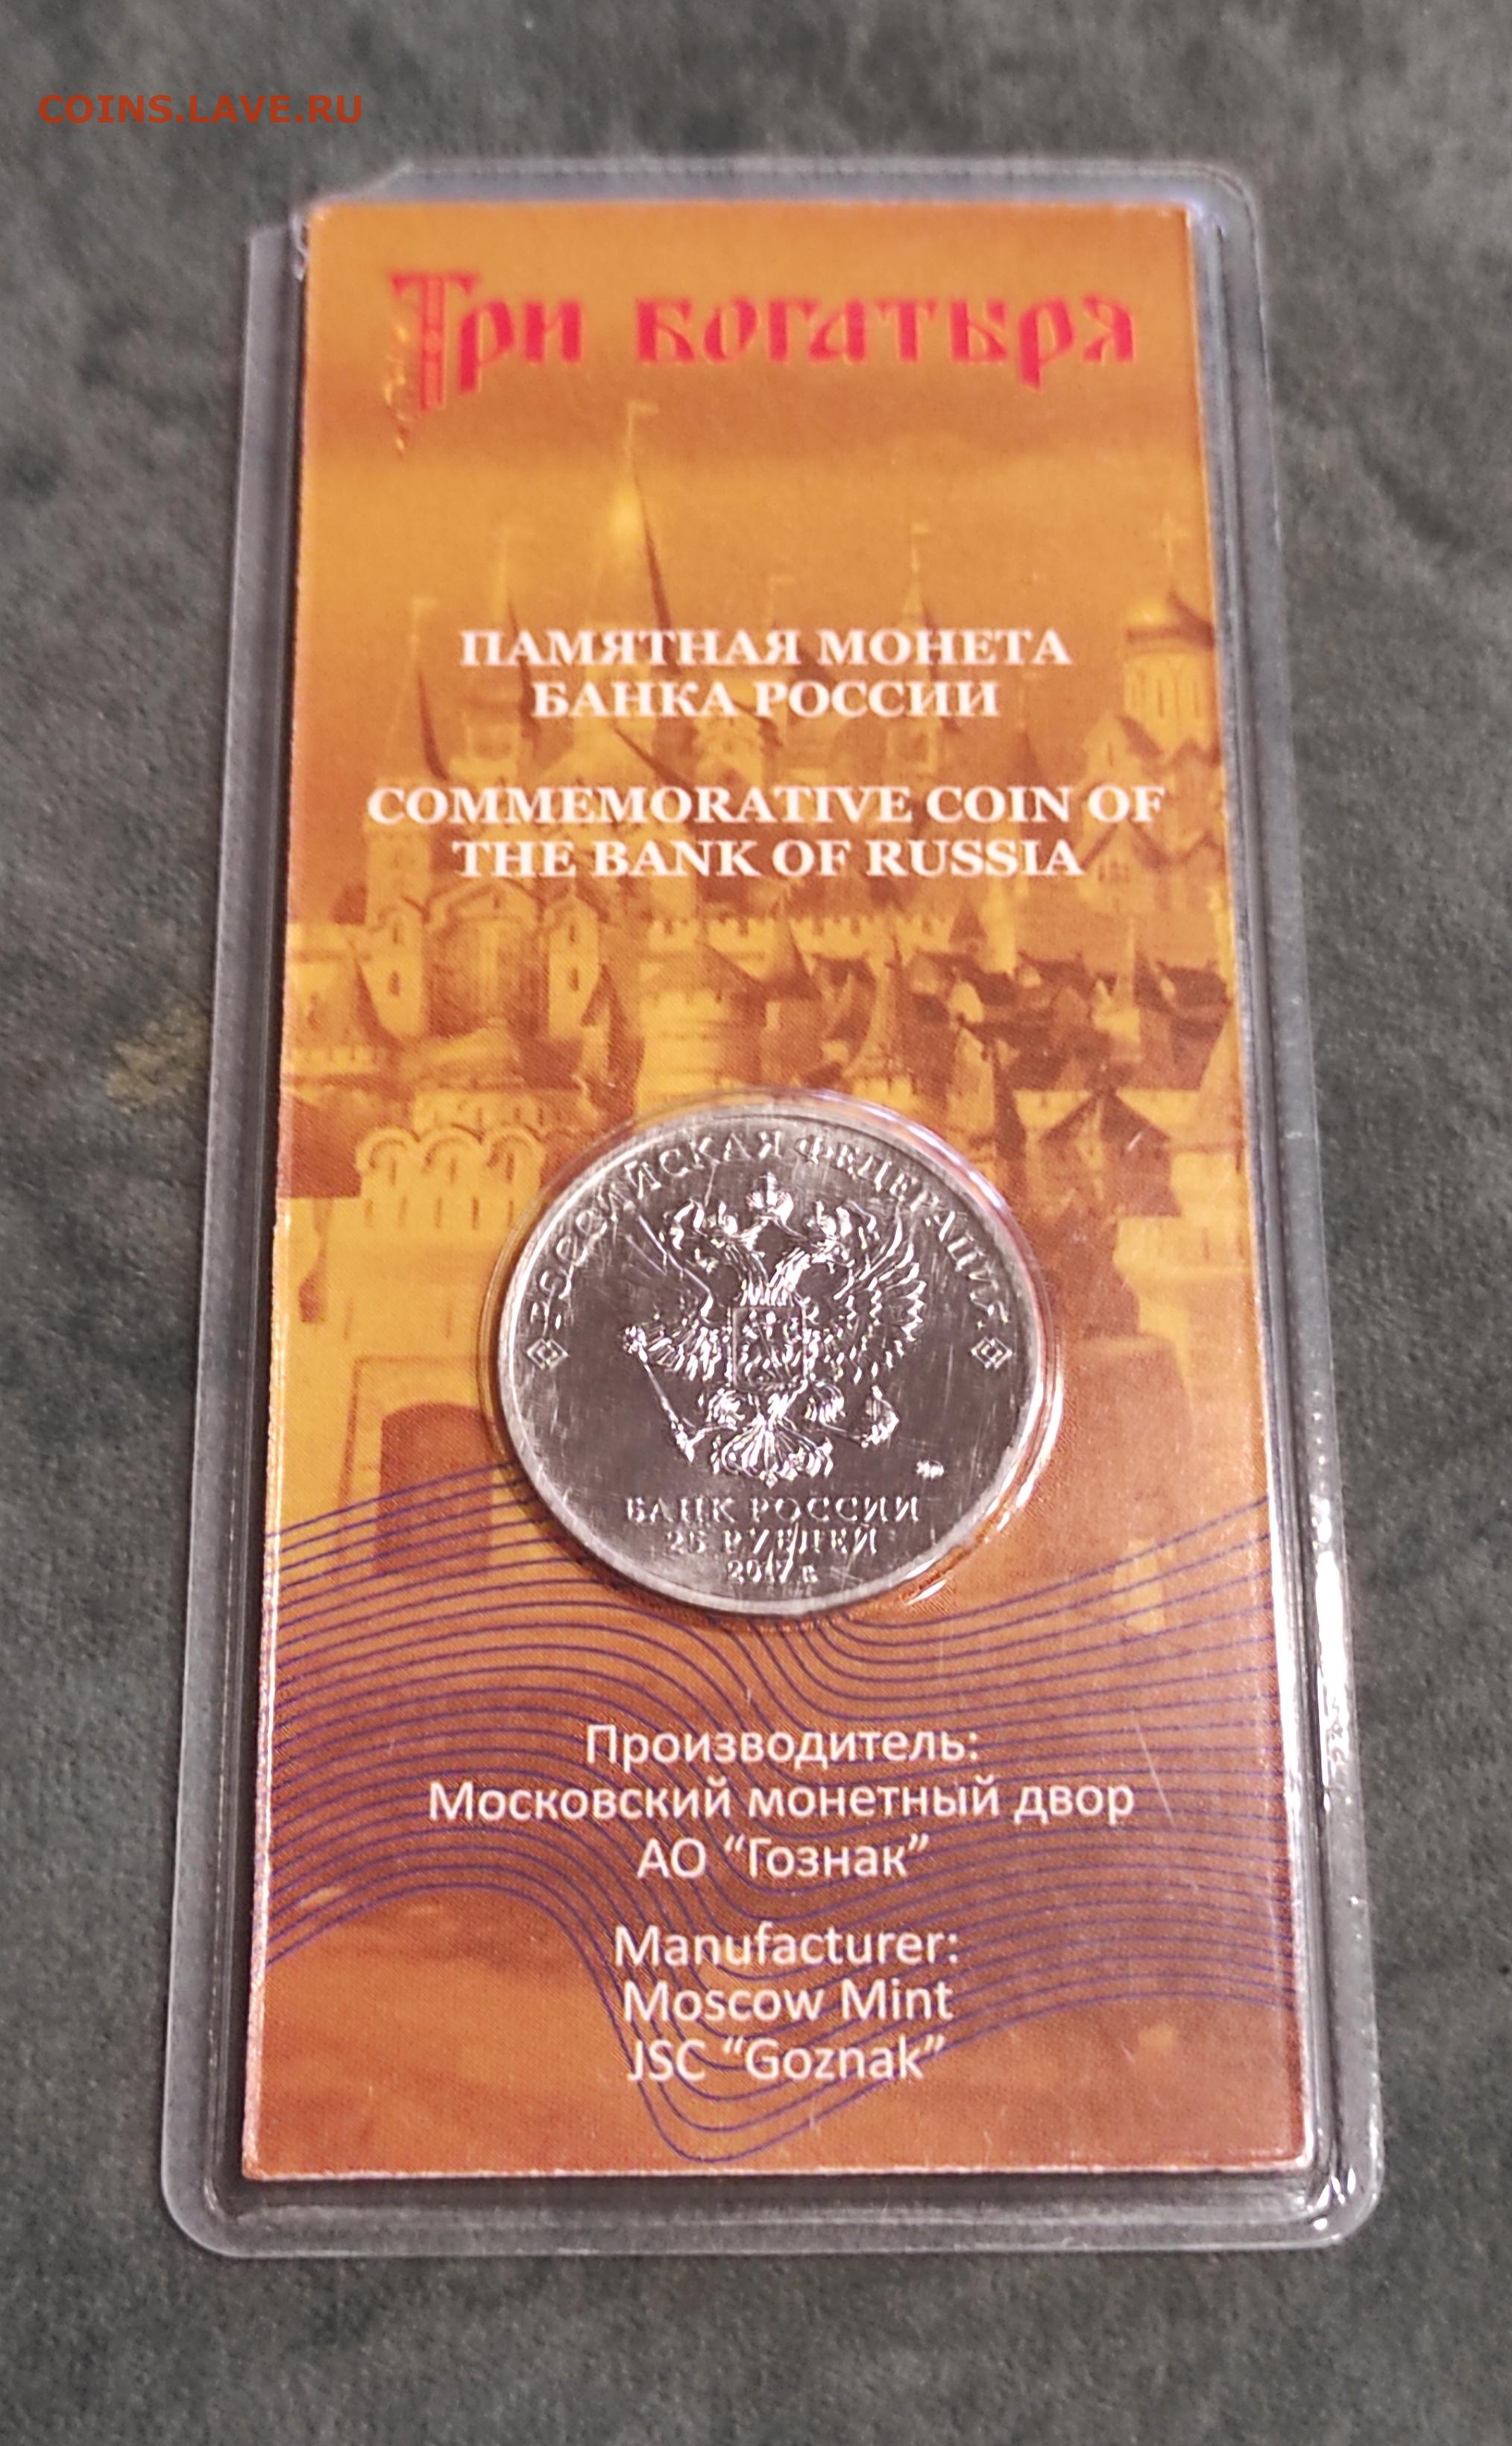 COINS.LAVE.RU
Три богатыря
ПАМЯТНАЯ МОНЕТА
БАНКА РОССИИ
COMMEMORATIVE COIN OF
THE BANK OF RUSSIA
РОССИЙСКАЯ ФЕДЕРАЦИЯ
БАНК РОССИИ
25 РУБЛЕЙ
2017 г.
Производитель:
Московский монетный двор
АО “Гознак”
Manufacturer:
Moscow Mint
JSC “Goznak”